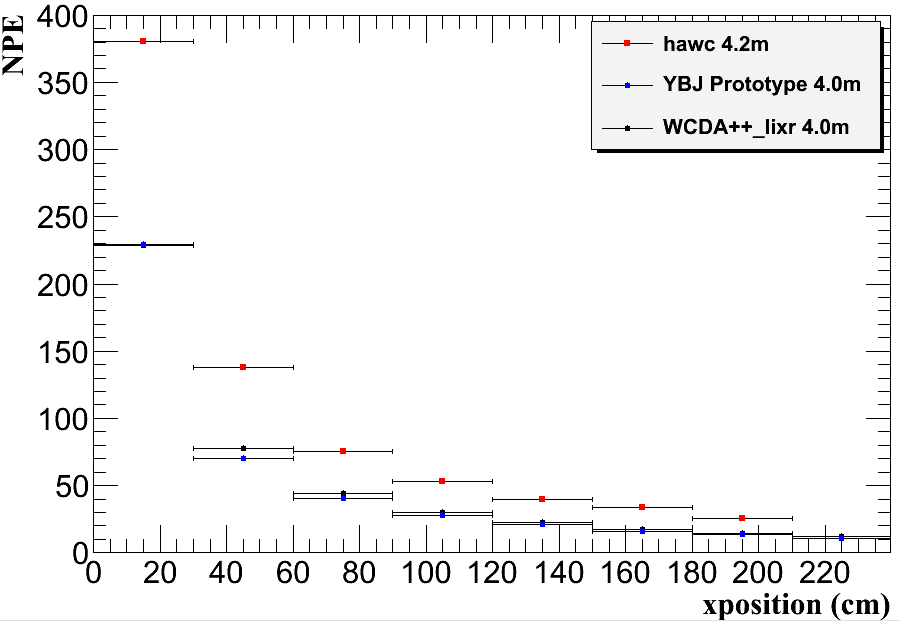 NPE
400
350
300
250
200
150
100
50
0
hawc 4.2m
YBJ Prototype 4.0m
WCDA++_lixr 4.0m
0 20 40 60 80 100 120 140 160 180 200 220
xposition (cm)